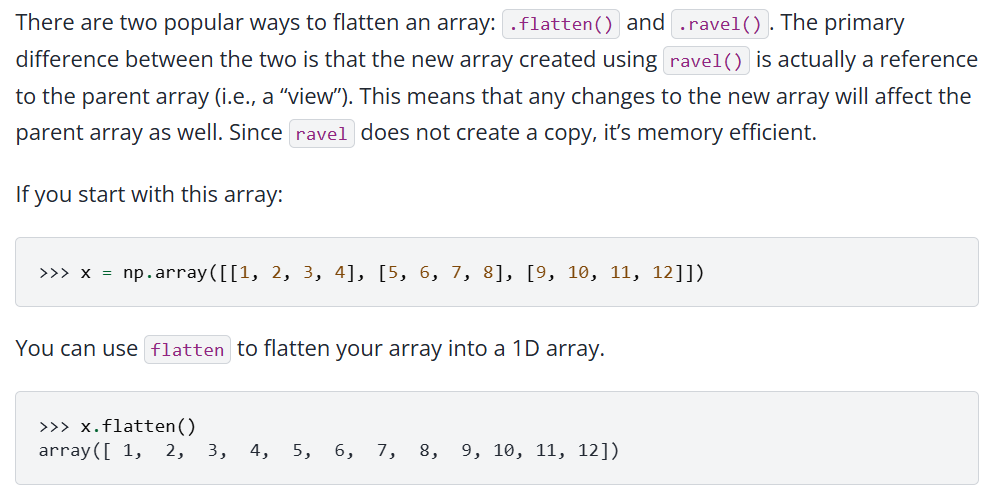 There are two popular ways to flatten an array: .flatten() and .ravel(). The primary
difference between the two is that the new array created using ravel() is actually a reference
to the parent array (i.e., a “view”). This means that any changes to the new array will affect the
parent array as well. Since ravel does not create a copy, it’s memory efficient.
If you start with this array:
>>> x = np.array([[1, 2, 3, 4], [5, 6, 7, 8], [9, 10, 11, 12]])
You can use flatten to flatten your array into a 1D array.
>>> x.flatten()
array([ 1,  2,  3,  4,  5,  6,  7,  8,  9, 10, 11, 12])